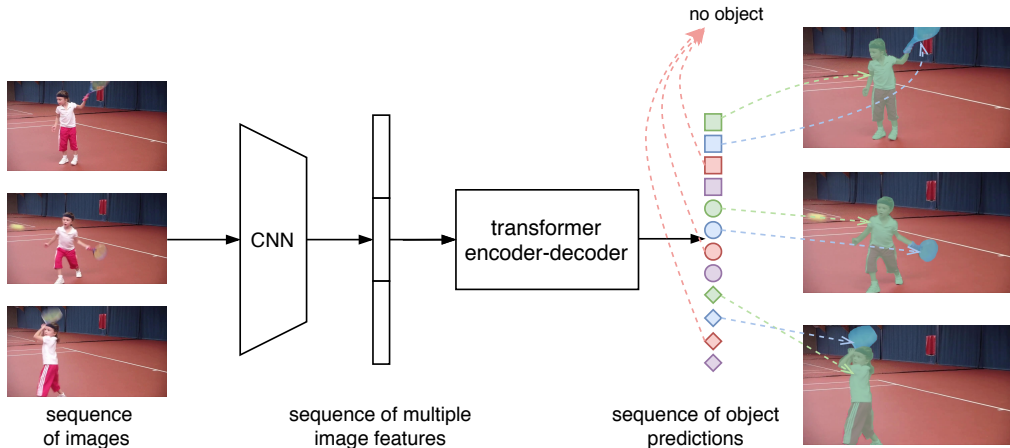 no object
CNN
transformer
encoder-decoder
sequence
of images
sequence of multiple
image features
sequence of object
predictions